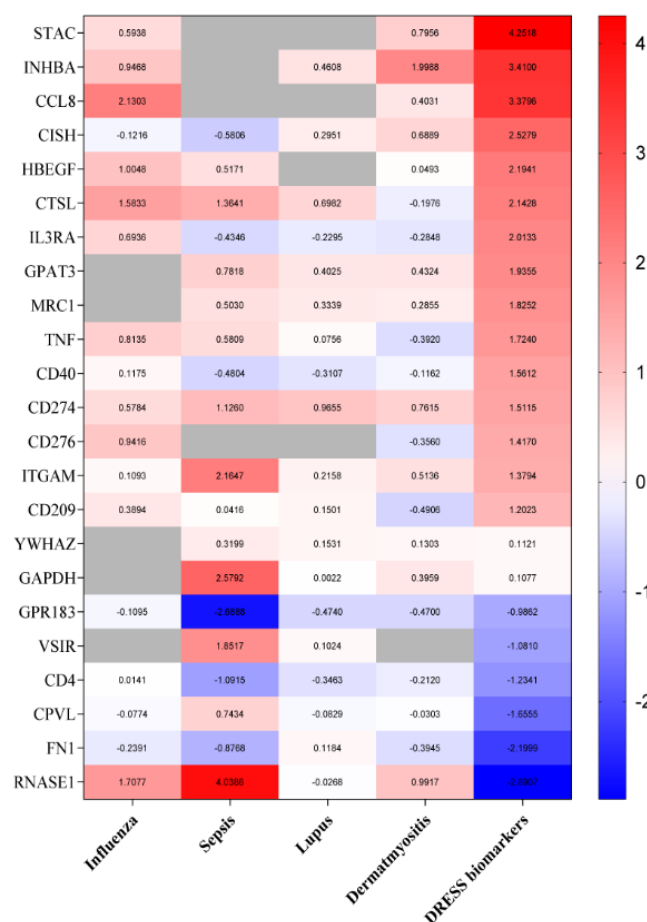 STAC 0.5938 0.7956 4.2518
INHBA 0.9468 0.4608 1.9988 3.4100
CCL8 2.1303 0.4031 3.3796
CISH -0.1216 -0.5806 0.2951 0.6889 2.5279
HBEGF 1.0048 0.5171 0.0493 2.1941
CTSL 1.5833 1.3641 0.6982 -0.1976 2.1428
IL3RA 0.6936 -0.4346 -0.2295 -0.2848 2.0133
GPAT3 0.7818 0.4025 0.4324 1.9355
MRC1 0.5030 0.3339 0.2855 1.8252
TNF 0.8135 0.5809 0.0756 -0.3920 1.7240
CD40 0.1175 -0.4804 -0.3107 -0.1162 1.5612
CD274 0.5784 1.1260 0.9655 0.7615 1.5115
CD276 0.9416 -0.3560 1.4170
ITGAM 0.1093 2.1647 0.2158 0.5136 1.3794
CD209 0.3894 0.0416 0.1501 -0.4906 1.2023
YWHAZ 0.3199 0.1531 0.1303 0.1121
GAPDH 2.5792 0.0022 0.3959 0.1077
GPR183 -0.1095 -0.4740 -0.4700 -0.9862
VSIR 1.8517 0.1024 -1.0810
CD4 0.0141 -1.0915 -0.3463 -0.2120 -1.2341
CPVL -0.0774 0.7434 -0.0829 -0.0303 -1.6555
FN1 -0.2391 -0.8768 0.1184 -0.3945 -2.1999
RNASE1 1.7077 4.0386 -0.0268 0.9917
Influenza
Sepsis
Lupus
Dermatmyositis
DRESS biomarkers
4
3
2
1
0
-1
-2